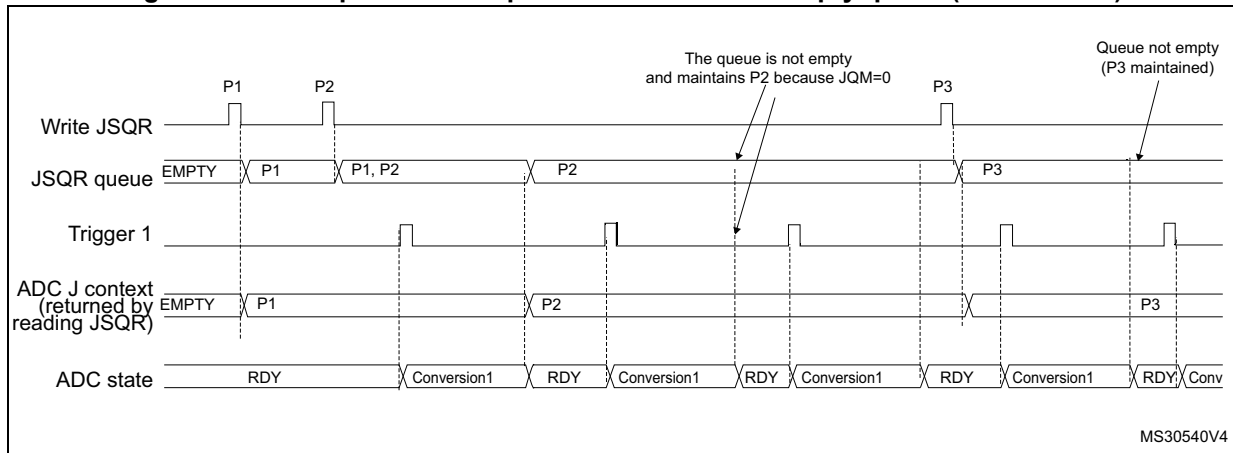 The queue is not empty
and maintains P2 because JQM=0
Queue not empty
(P3 maintained)
P1
P2
P3
Write JSQR
JSQR queue
EMPTY
P1
P1, P2
P2
P3
Trigger 1
ADC J context
(returned by
reading JSQR)
EMPTY
P1
P2
P3
ADC state
RDY
Conversion1
RDY
Conversion1
RDY
Conversion1
RDY
Conversion1
RDY
Conv
MS30540V4